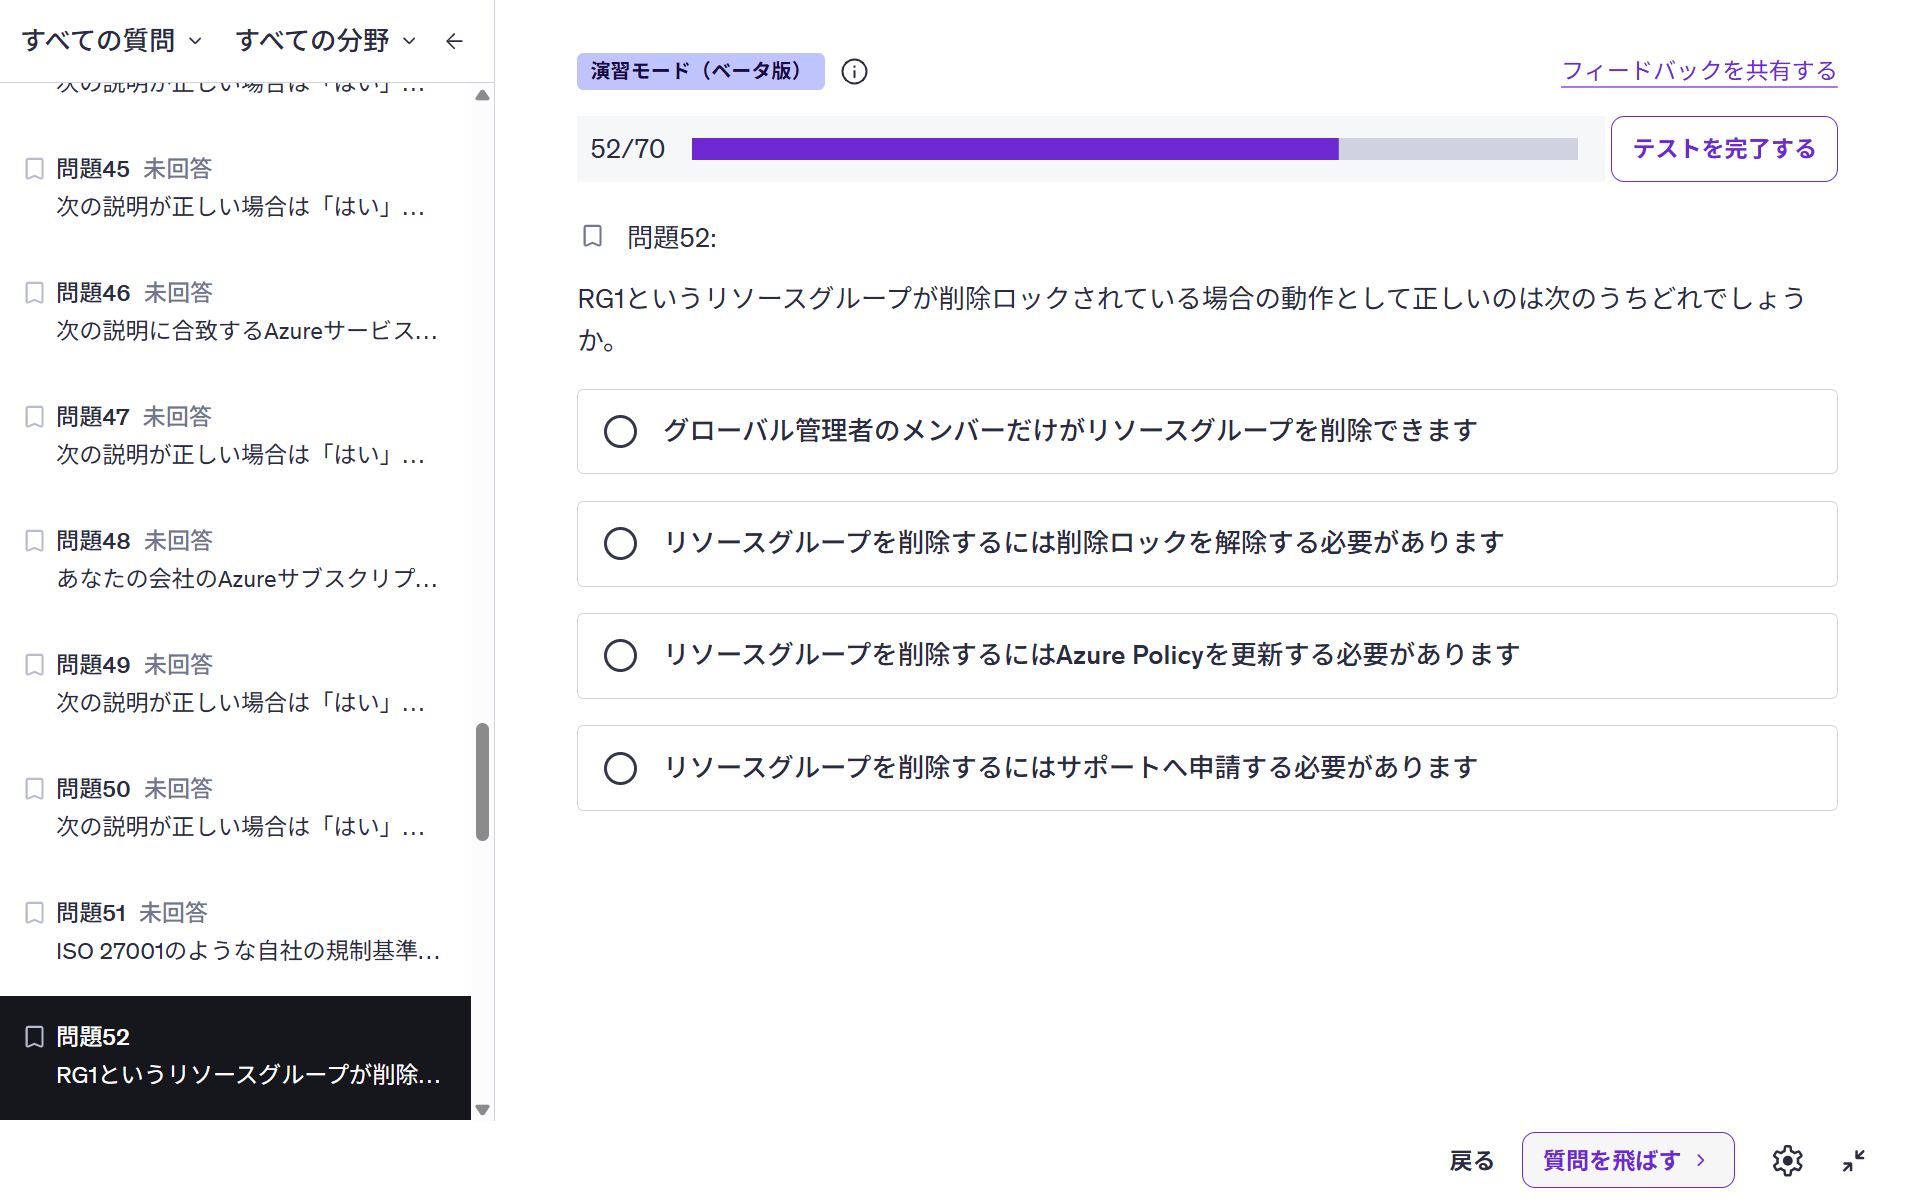 すべての質問
すべての分野
次の説明が正しい場合は「はい」...
問題45 未回答
次の説明が正しい場合は「はい」...
問題46 未回答
次の説明に合致するAzureサービス...
問題47 未回答
次の説明が正しい場合は「はい」...
問題48 未回答
あなたの会社のAzureサブスクリプ...
問題49 未回答
次の説明が正しい場合は「はい」...
問題50 未回答
次の説明が正しい場合は「はい」...
問題51 未回答
ISO 27001のような自社の規制基準...
問題52
RG1というリソースグループが削除...
演習モード（ベータ版）
フィードバックを共有する
52/70
テストを完了する
問題52:
RG1というリソースグループが削除ロックされている場合の動作として正しいのは次のうちどれでしょう
か。
グローバル管理者のメンバーだけがリソースグループを削除できます
リソースグループを削除するには削除ロックを解除する必要があります
リソースグループを削除するにはAzure Policyを更新する必要があります
リソースグループを削除するにはサポートへ申請する必要があります
戻る
質問を飛ばす